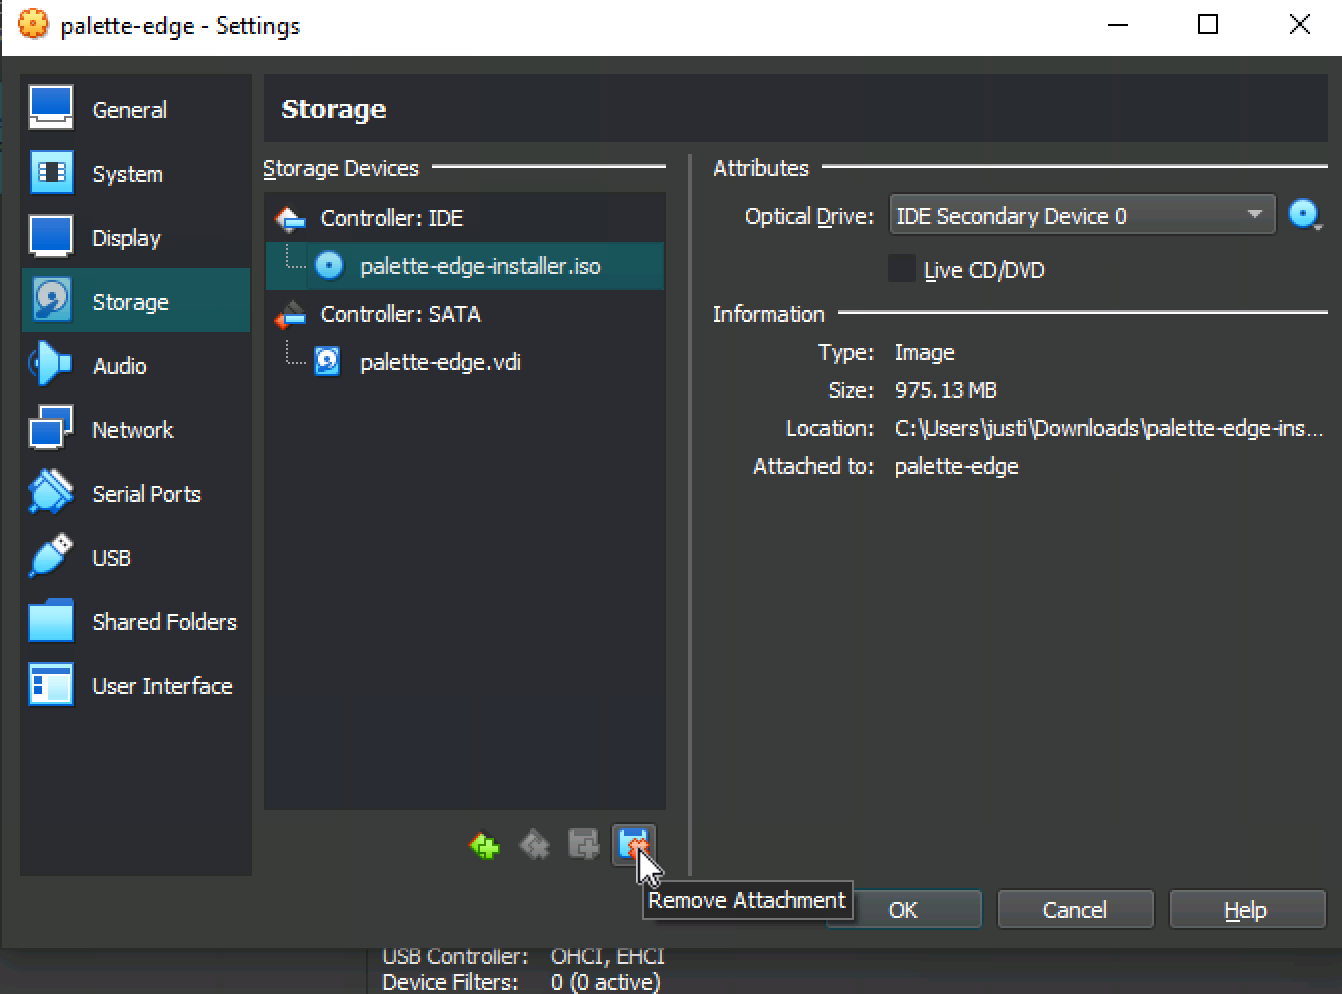 palette-edge - Settings
General
System
Display
Storage
Audio
Network
Serial Ports
USB
Shared Folders
User Interface
Storage
Storage Devices
Controller: IDE
palette-edge-installer.iso
Controller: SATA
palette-edge.vdi
Attributes
Optical Drive: IDE Secondary Device 0
Live CD/DVD
Information
Type: Image
Size: 975.13 MB
Location: C:\Users\justi\Downloads\palette-edge-ins...
Attached to: palette-edge
Remove Attachment
OK Cancel Help
USB Controller: OHCI, EHCI
Device Filters: 0 (0 active)